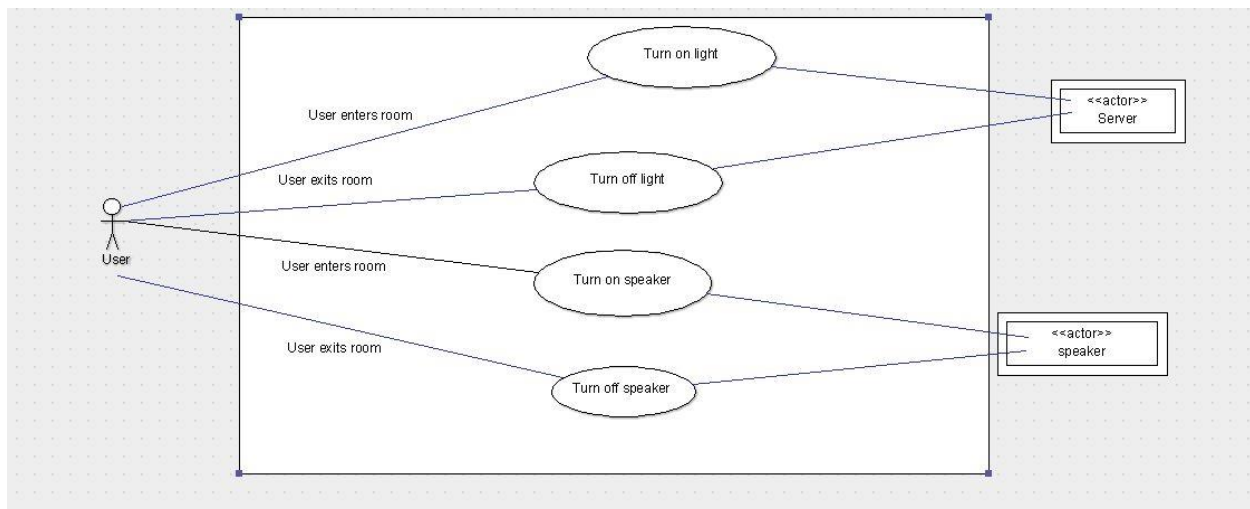 Turn on light
<<actor>>
Server
User enters room
User exits room
Turn off light
User
User enters room
Turn on speaker
<<actor>>
speaker
User exits room
Turn off speaker